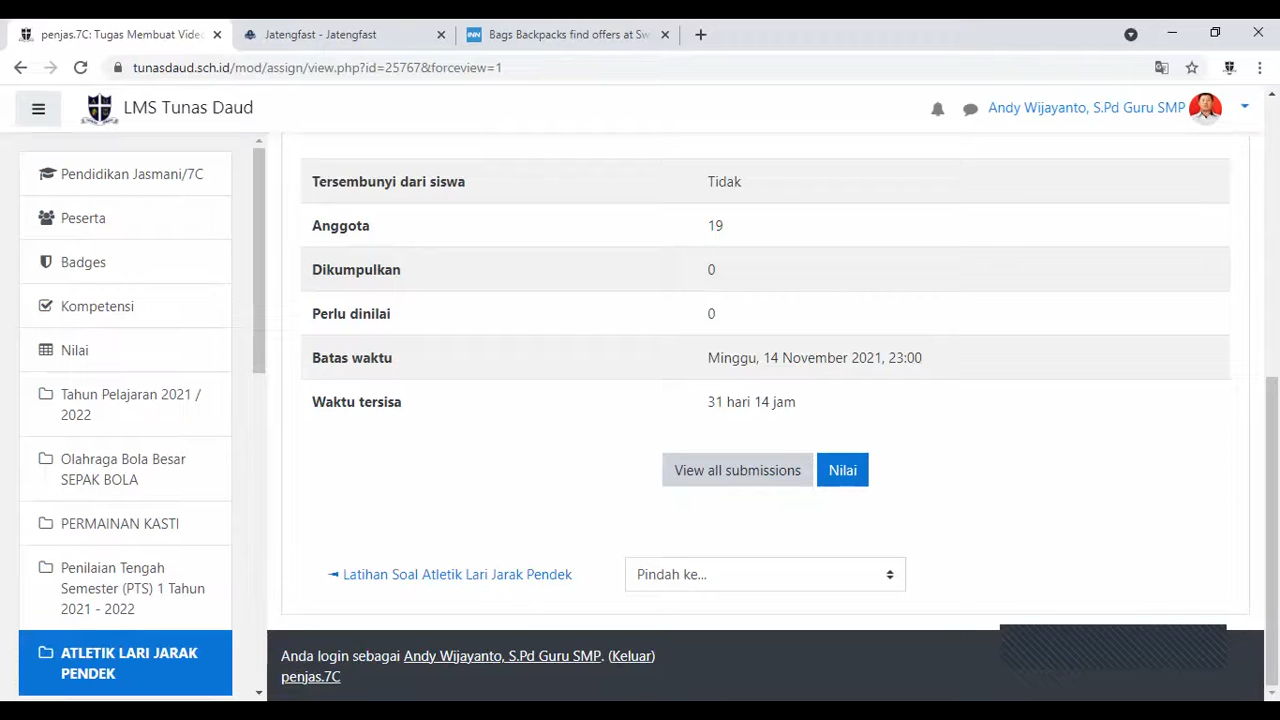 penjas.7C: Tugas Membuat Vide
Jatengfast - Jatengfast
Bags Backpacks find offers at Sw
tunasdaud.sch.id/mod/assign/view.php?id=25767&forceview=1
LMS Tunas Daud
Andy Wijayanto, S.Pd Guru SMP
Pendidikan Jasmani/7C
Peserta
Badges
Kompetensi
Nilai
Tahun Pelajaran 2021 /
2022
Olahraga Bola Besar
SEPAK BOLA
PERMAINAN KASTI
Penilaian Tengah
Semester (PTS) 1 Tahun
2021 - 2022
ATLETIK LARI JARAK
PENDEK
Tersembunyi dari siswa Tidak
Anggota 19
Dikumpulkan 0
Perlu dinilai 0
Batas waktu Minggu, 14 November 2021, 23:00
Waktu tersisa 31 hari 14 jam
View all submissions Nilai
◄ Latihan Soal Atletik Lari Jarak Pendek
Pindah ke...
Anda login sebagai Andy Wijayanto, S.Pd Guru SMP. (Keluar)
penjas.7C